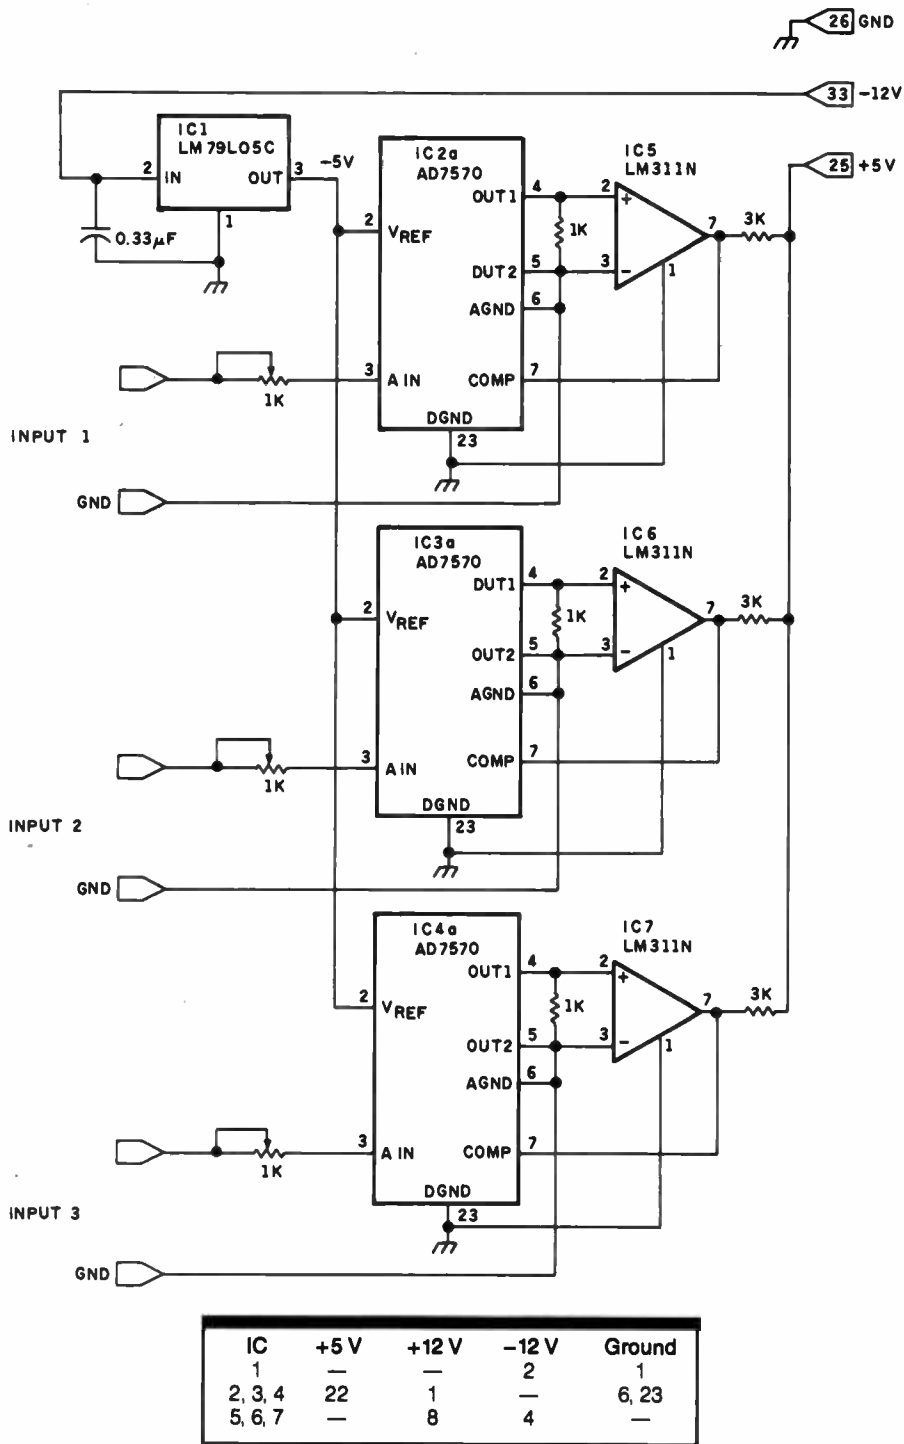 26 GND
33 -12V
IC1
LM79L05C
2 IN OUT 3 -5V
1
0.33µF
25 +5V
IC2a
AD7570
IC5
LM311N
OUT1 4 2 +
1K
7 3K
2 VREF
DUT2 5 3 -
1
AGND 6
3 A IN
COMP 7
1K
DGND
23
INPUT 1
GND
IC3a
AD7570
IC6
LM311N
DUT1 4 2 +
1K
7 3K
2 VREF
OUT2 5 3 -
1
AGND 6
3 A IN
COMP 7
1K
DGND
23
INPUT 2
GND
IC4a
AD7570
IC7
LM311N
OUT1 4 2 +
1K
7 3K
2 VREF
OUT2 5 3 -
1
AGND 6
3 A IN
COMP 7
1K
DGND
23
INPUT 3
GND
IC +5 V +12 V -12 V Ground
1 — — 2 1
2, 3, 4 22 1 — 6, 23
5, 6, 7 — 8 4 —